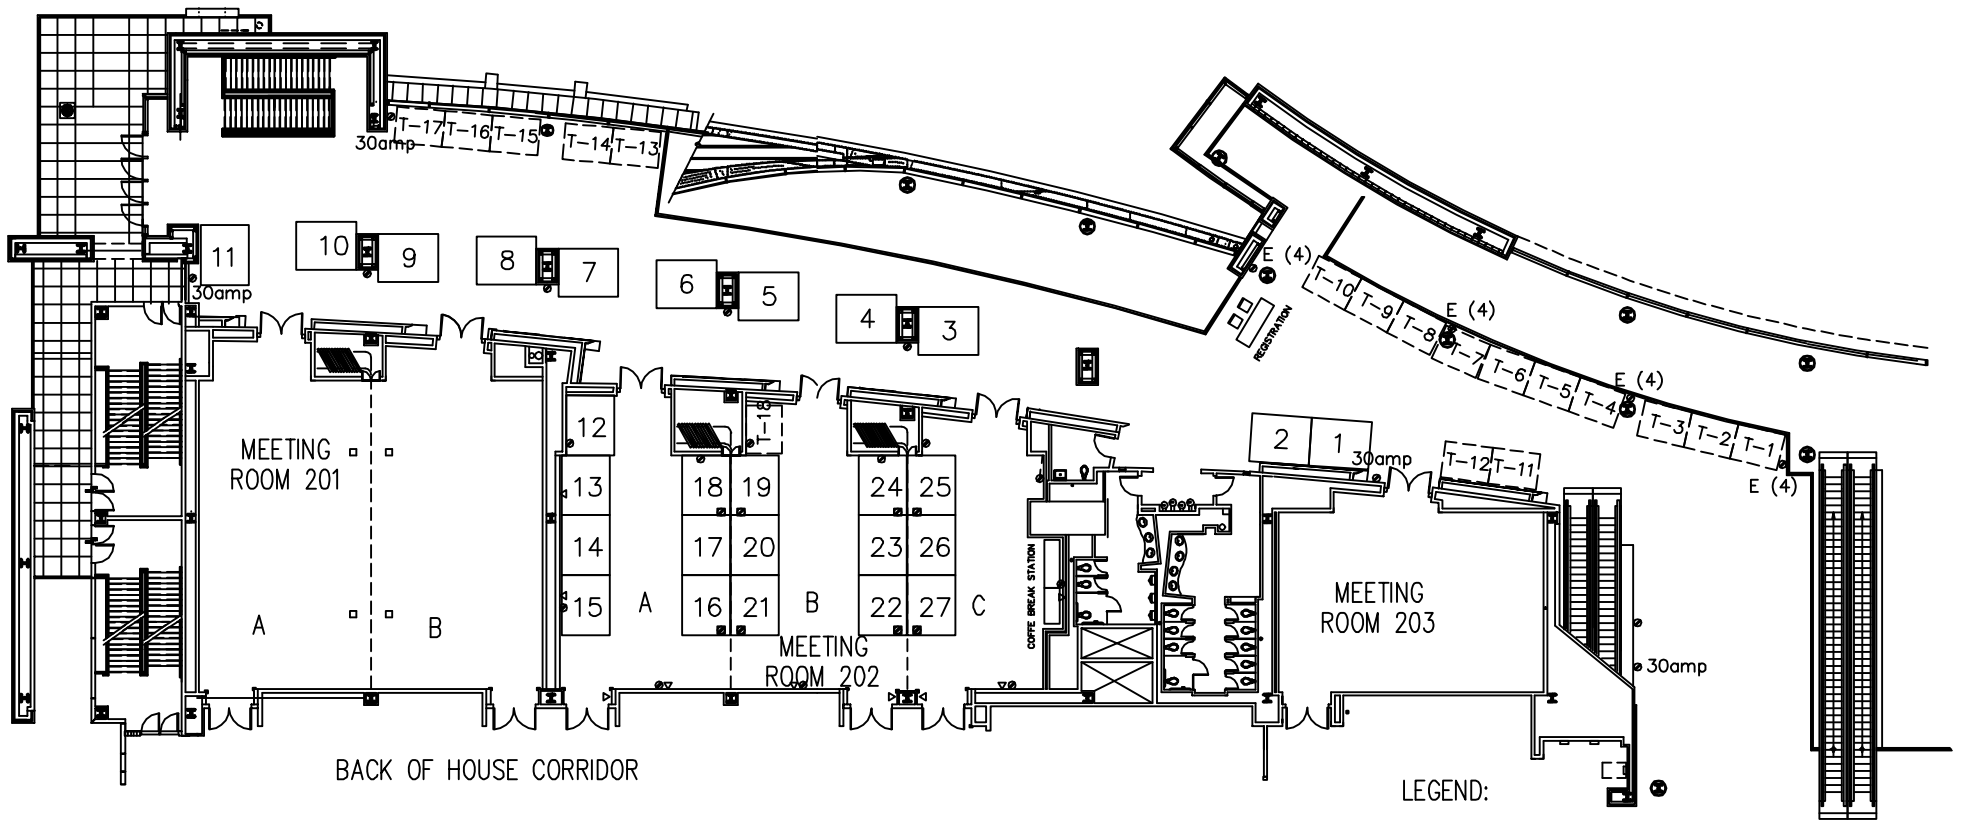 T-17
T-16
T-15
T-14
T-13
30amp
11
10
9
8
7
6
5
4
3
30amp
E (4)
T-10
T-9
T-8
T-7
T-6
T-5
T-4
T-3
T-2
T-1
E (4)
E (4)
E (4)
REGISTRATION
2
1
30amp
T-12
T-11
12
T-18
MEETING
ROOM 201
A
B
13
14
15
18
19
17
20
16
21
24
25
23
26
22
27
A
B
C
MEETING
ROOM 202
COFFE BREAK STATION
MEETING
ROOM 203
30amp
BACK OF HOUSE CORRIDOR
LEGEND: